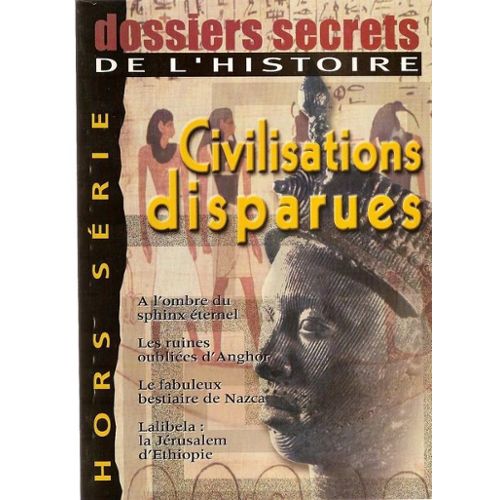 dossiers secrets
DE L'HISTOIRE
HORS SÉRIE
Civilisations
disparues
A l'ombre du
sphinx éternel
Les ruines
oubliées d'Anghor
Le fabuleux
bestiaire de Nazca
Lalibela :
la Jérusalem
d'Ethiopie